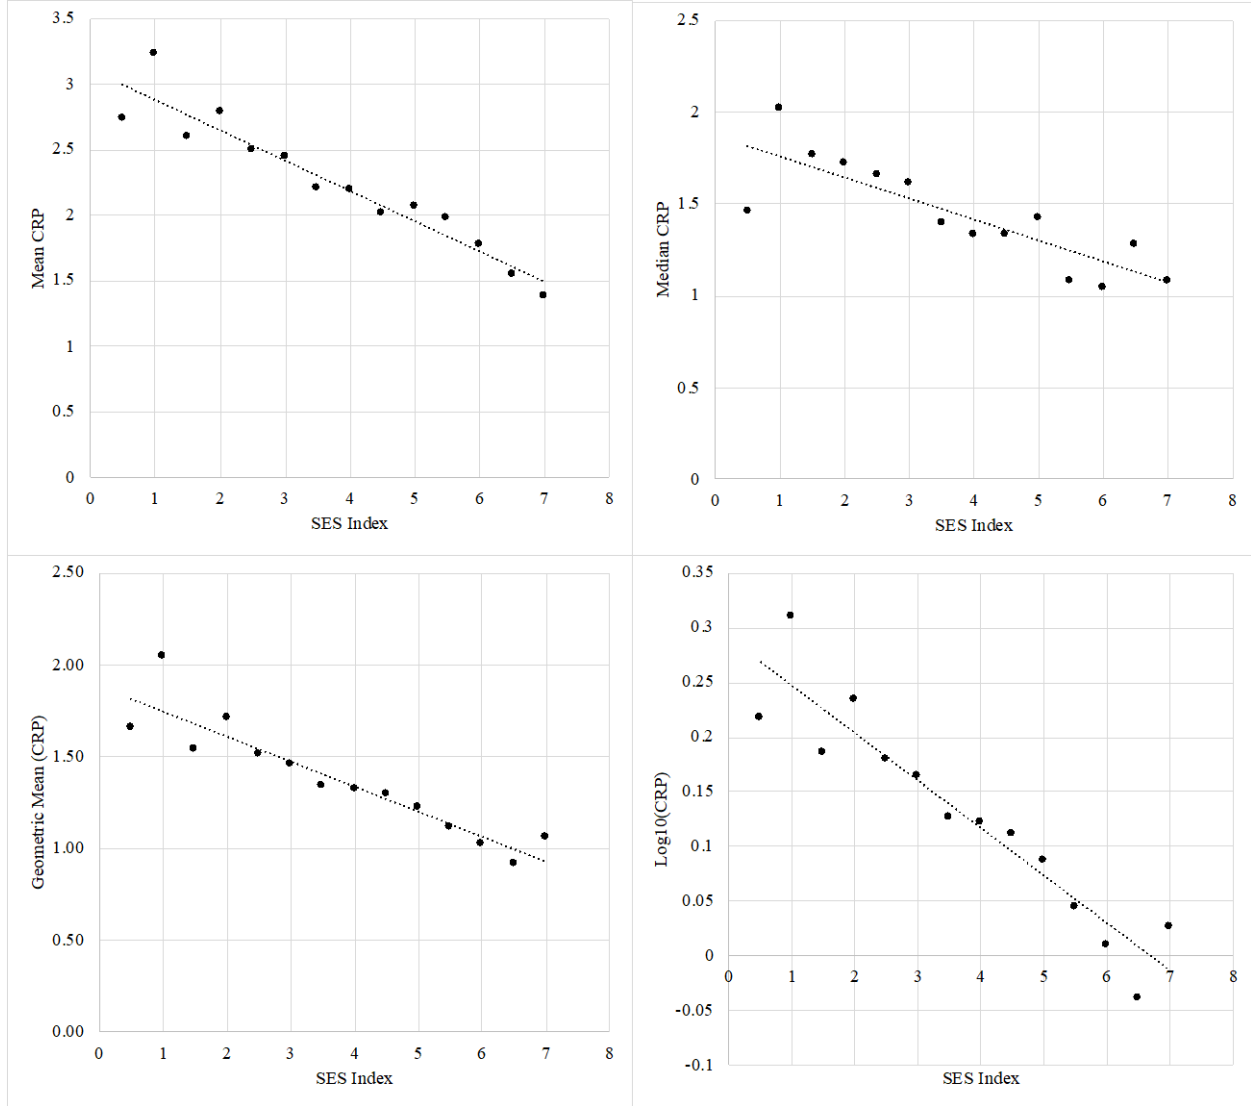 3.5
3
2.5
2
1.5
1
0.5
0
0 1 2 3 4 5 6 7 8
Mean CRP
SES Index
2.5
2
1.5
1
0.5
0
0 1 2 3 4 5 6 7 8
Median CRP
SES Index
2.50
2.00
1.50
1.00
0.50
0.00
0 1 2 3 4 5 6 7 8
Geometric Mean (CRP)
SES Index
0.35
0.3
0.25
0.2
0.15
0.1
0.05
0
0 1 2 3 4 5 6 7 8
-0.05
-0.1
Log10(CRP)
SES Index